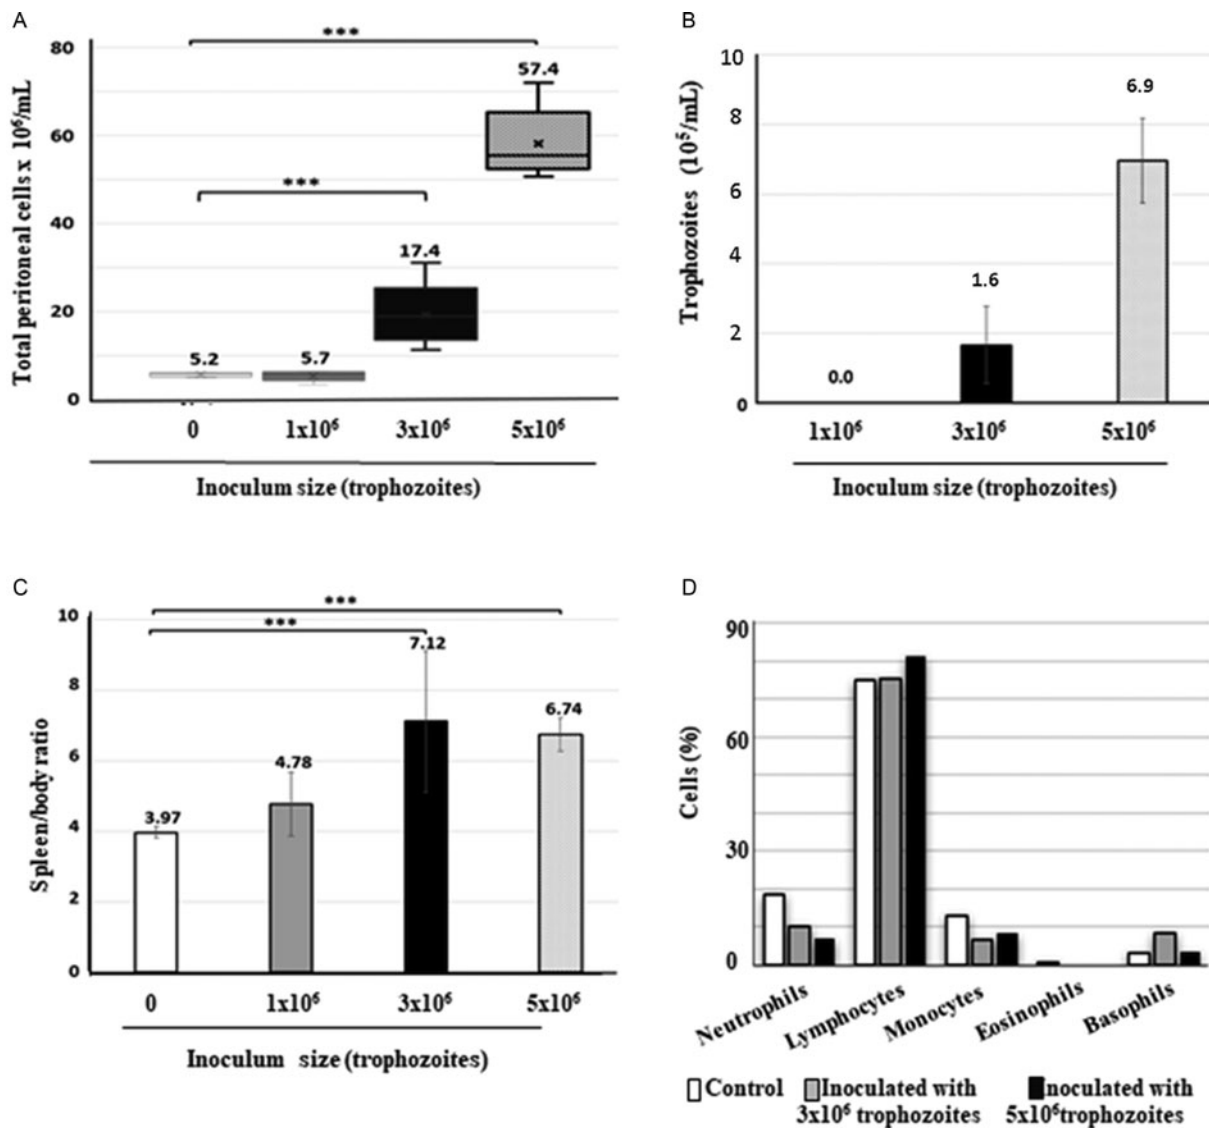 A
Total peritoneal cells x 10⁶/mL
80
60
40
20
0
***
57.4
***
17.4
5.2
5.7
0
1x10⁶
3x10⁶
5x10⁶
Inoculum size (trophozoites)
B
Trophozoites (10⁵/mL)
10
8
6
4
2
0
6.9
1.6
0.0
1x10⁶
3x10⁶
5x10⁶
Inoculum size (trophozoites)
C
Spleen/body ratio
10
8
6
4
2
0
***
***
7.12
6.74
4.78
3.97
0
1x10⁶
3x10⁶
5x10⁶
Inoculum size (trophozoites)
D
Cells (%)
90
60
30
0
Neutrophils
Lymphocytes
Monocytes
Eosinophils
Basophils
Control
Inoculated with
3x10⁶ trophozoites
Inoculated with
5x10⁶trophozoites